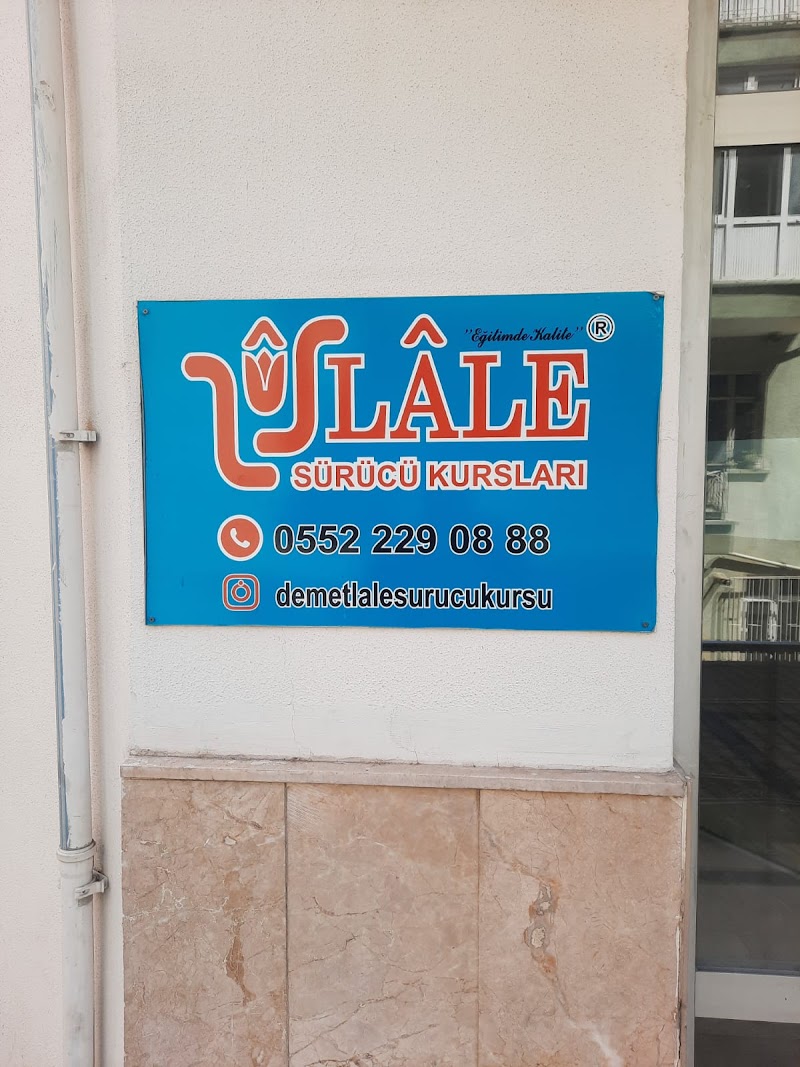 "Eğitimde Kalite" ®
LÂLE
SÜRÜCÜ KURSLARI
0552 229 08 88
demetlalesurucukursu